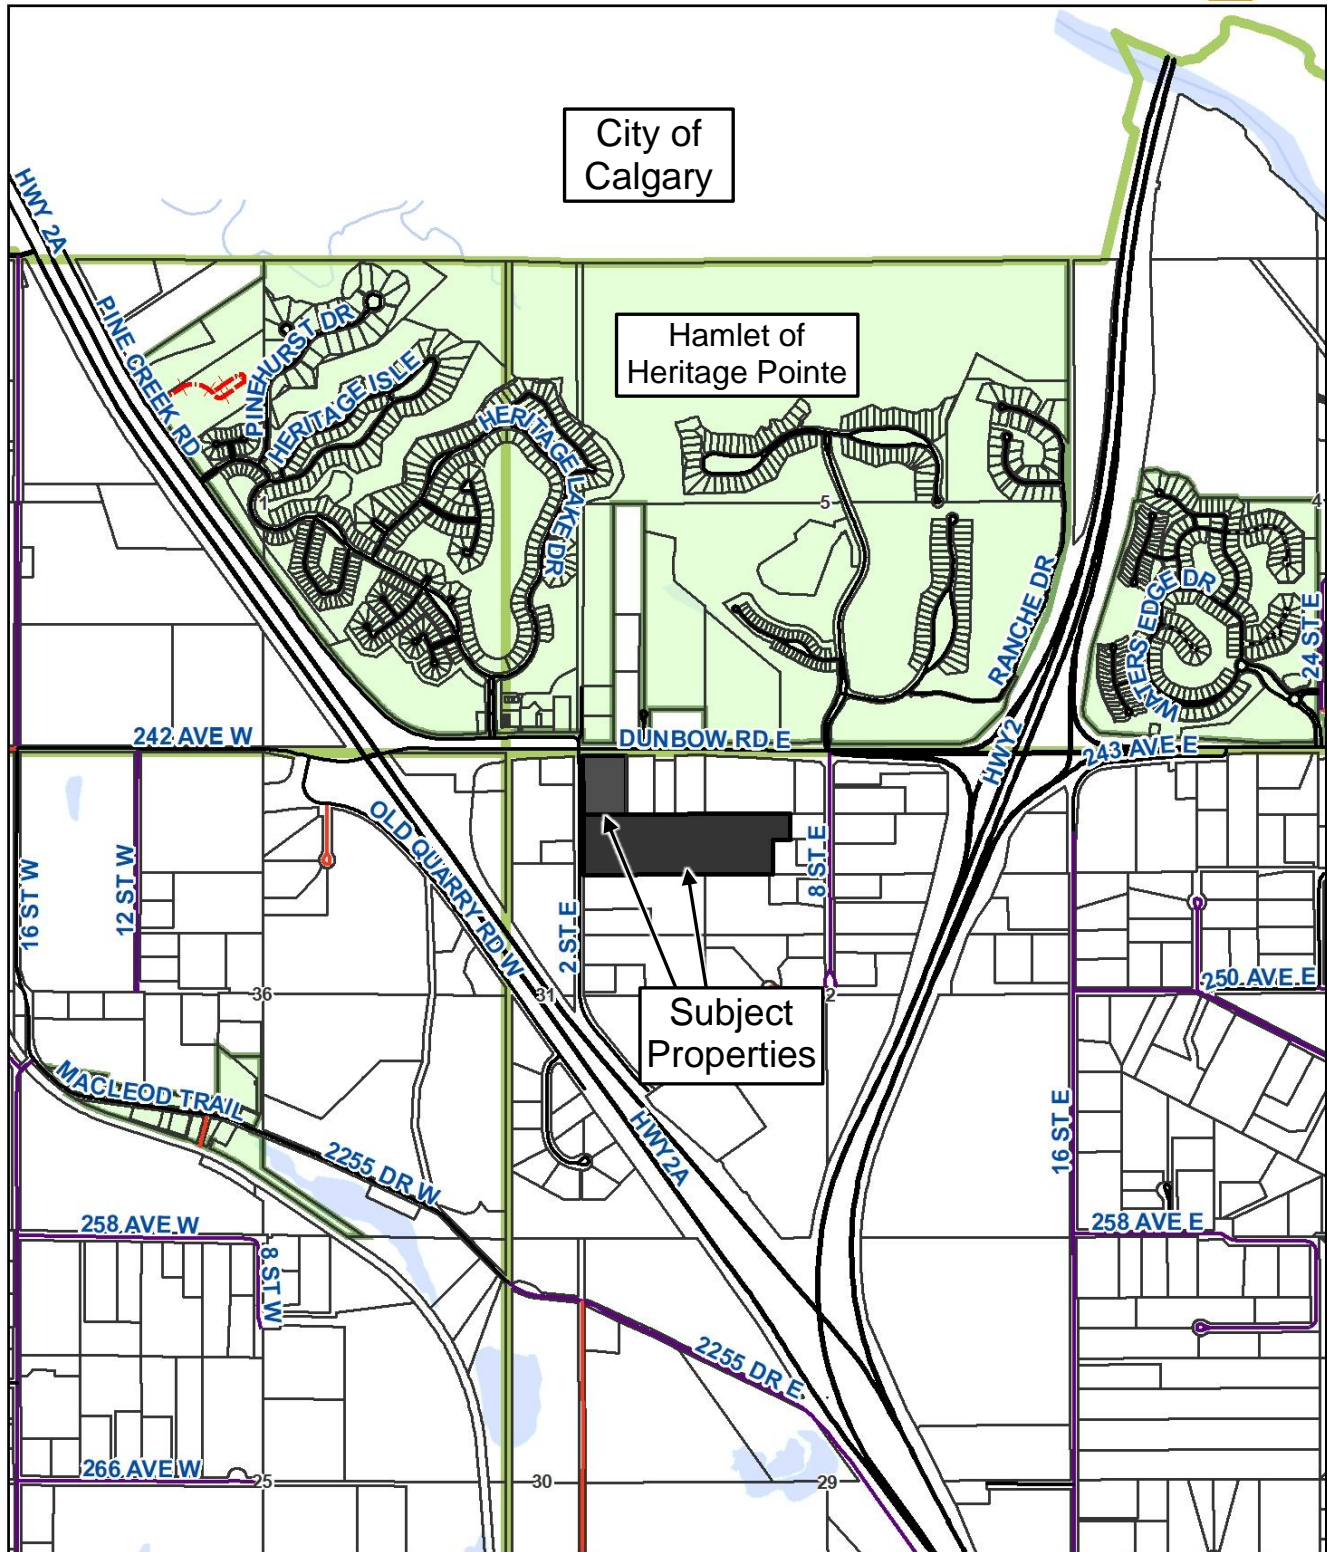 City of
Calgary
HWY 2A
PINE CREEK RD
PINEHURST DR
HERITAGE ISLE
HERITAGE LAKE DR
Hamlet of
Heritage Pointe
1
5
4
RANCHE DR
WATERS EDGE DR
24 ST E
242 AVE W
DUNBOW RD E
HWY2
243 AVE E
OLD QUARRY RD W
16 ST W
12 ST W
2 ST E
8 ST E
36
31
32
250 AVE E
Subject
Properties
MACLEOD TRAIL
2255 DR W
HWY2A
16 ST E
258 AVE W
258 AVE E
8 ST W
2255 DR E
266 AVE W
25
30
29